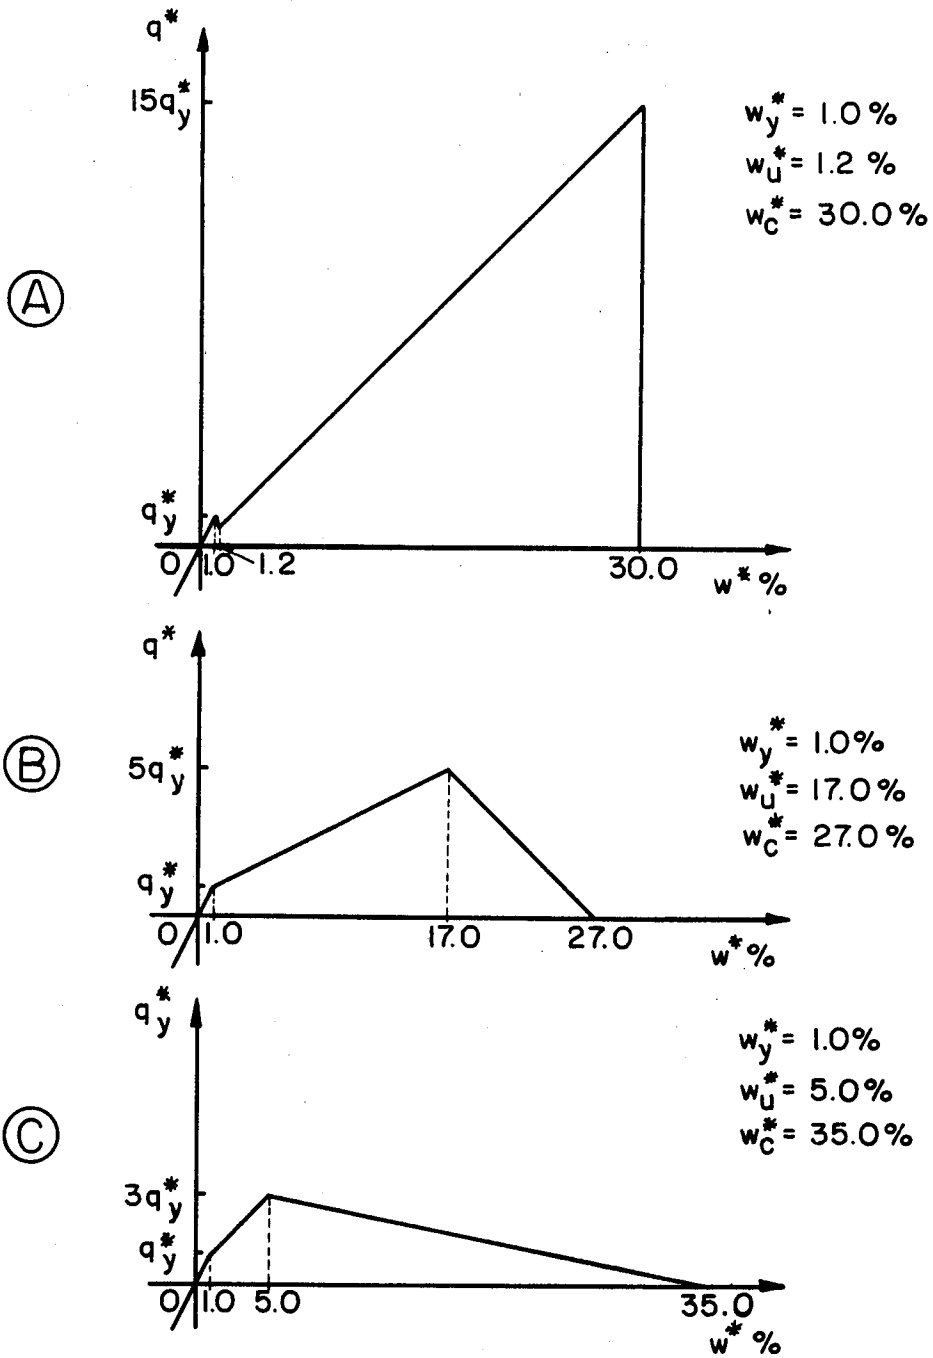 q*
15q*y
w*y = 1.0 %
w*u = 1.2 %
w*c = 30.0 %
A
q*y
0 1.0 1.2 30.0
w* %
q*
5q*y
w*y = 1.0%
w*u = 17.0 %
w*c = 27.0 %
B
q*y
0 1.0 17.0 27.0
w* %
q*y
w*y = 1.0%
w*u = 5.0 %
w*c = 35.0 %
C
3q*y
q*y
0 1.0 5.0 35.0
w* %